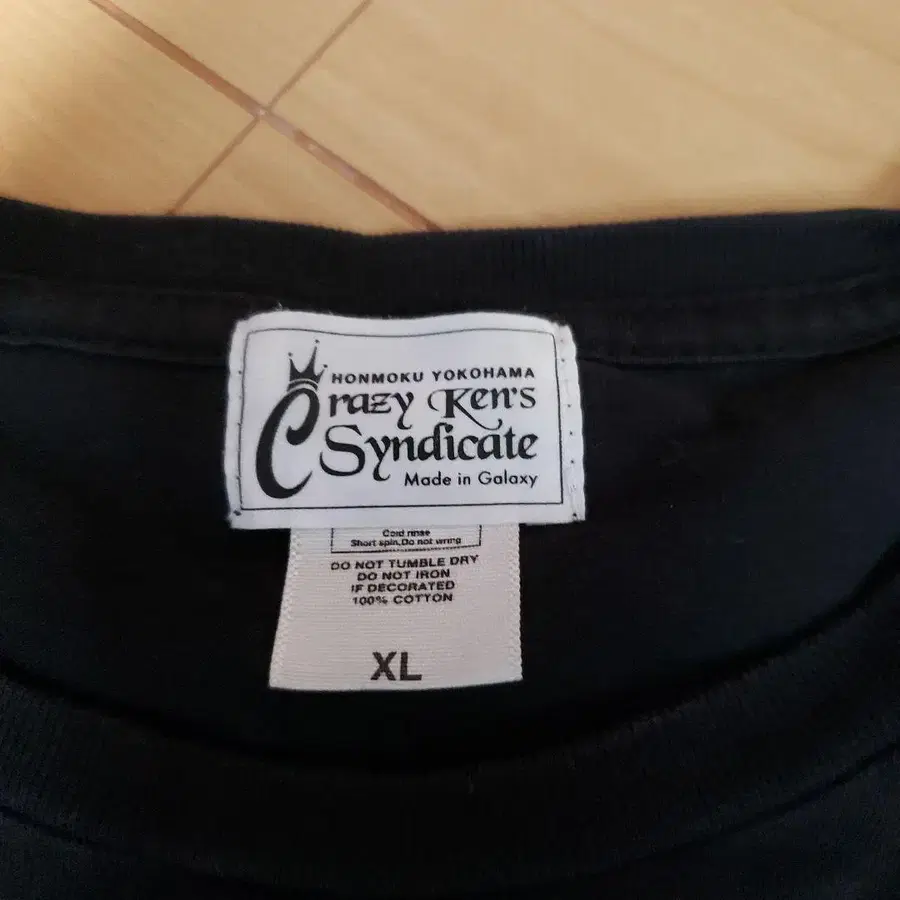 HONMOKU YOKOHAMA
Crazy Ken's
Syndicate
Made in Galaxy
Cold rinse
Short spin,Do not wring
DO NOT TUMBLE DRY
DO NOT IRON
IF DECORATED
100% COTTON
XL